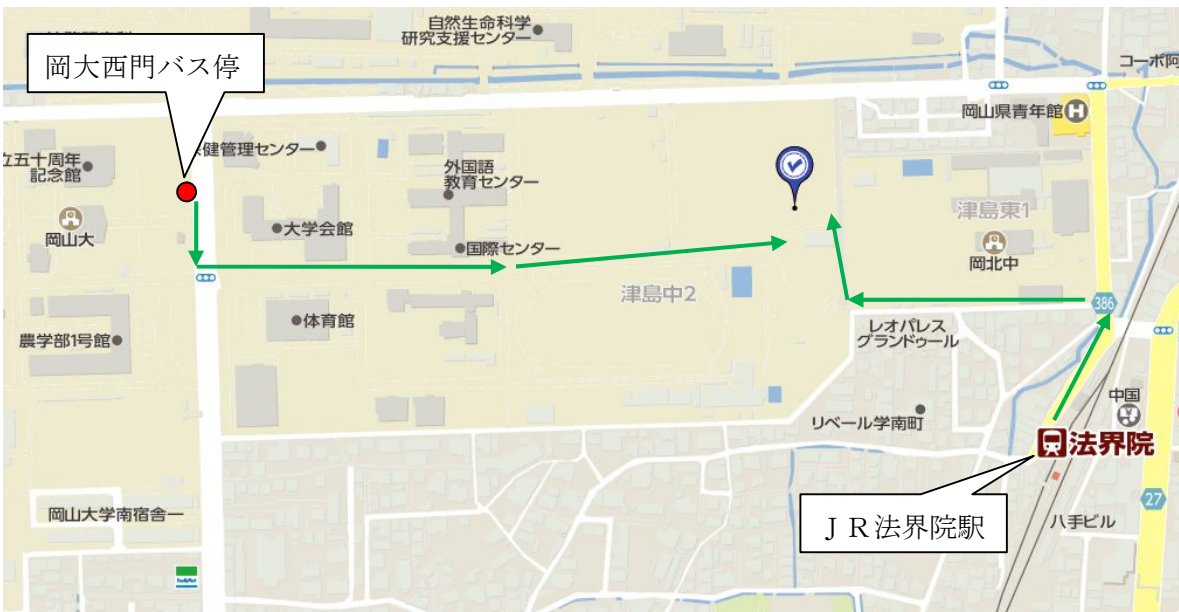 自然生命科学
研究支援センター
岡大西門バス停
コーポ阿
岡山県青年館
H
保健管理センター
立五十周年
記念館
外国語
教育センター
津島東1
岡山大
大学会館
国際センター
岡北中
津島中2
386
体育館
レオパレス
グランドゥール
農学部1号館
中国
リベール学南町
法界院
27
岡山大学南宿舎一
JR法界院駅
八手ビル
FamilyMart